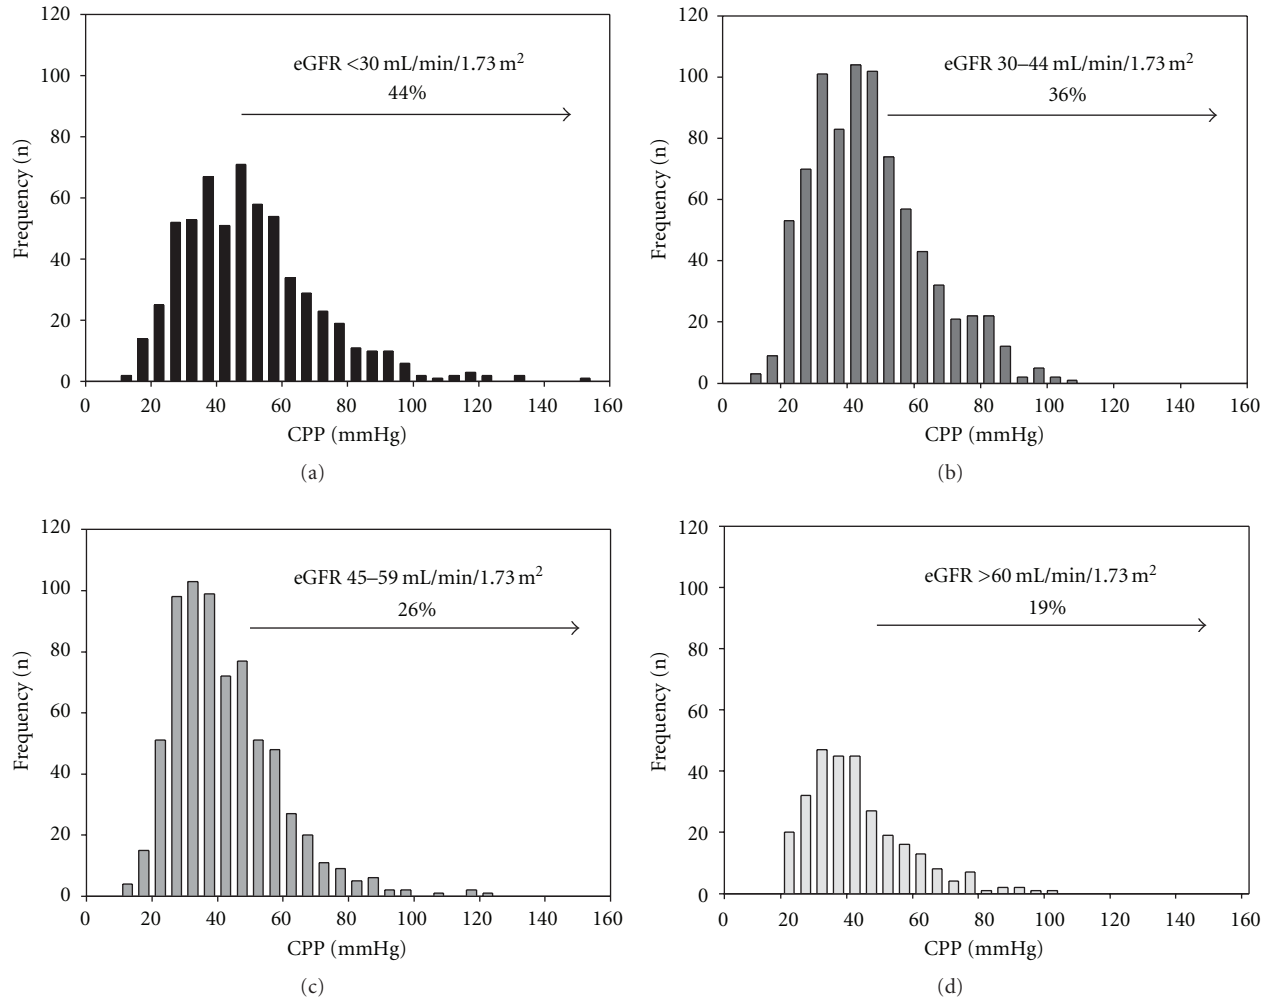 120
100
80
60
40
20
0
Frequency (n)
eGFR <30 mL/min/1.73 m²
44%
0 20 40 60 80 100 120 140 160
CPP (mmHg)
(a)
120
100
80
60
40
20
0
Frequency (n)
eGFR 30–44 mL/min/1.73 m²
36%
0 20 40 60 80 100 120 140 160
CPP (mmHg)
(b)
120
100
80
60
40
20
0
Frequency (n)
eGFR 45–59 mL/min/1.73 m²
26%
0 20 40 60 80 100 120 140 160
CPP (mmHg)
(c)
120
100
80
60
40
20
0
Frequency (n)
eGFR >60 mL/min/1.73 m²
19%
0 20 40 60 80 100 120 140 160
CPP (mmHg)
(d)